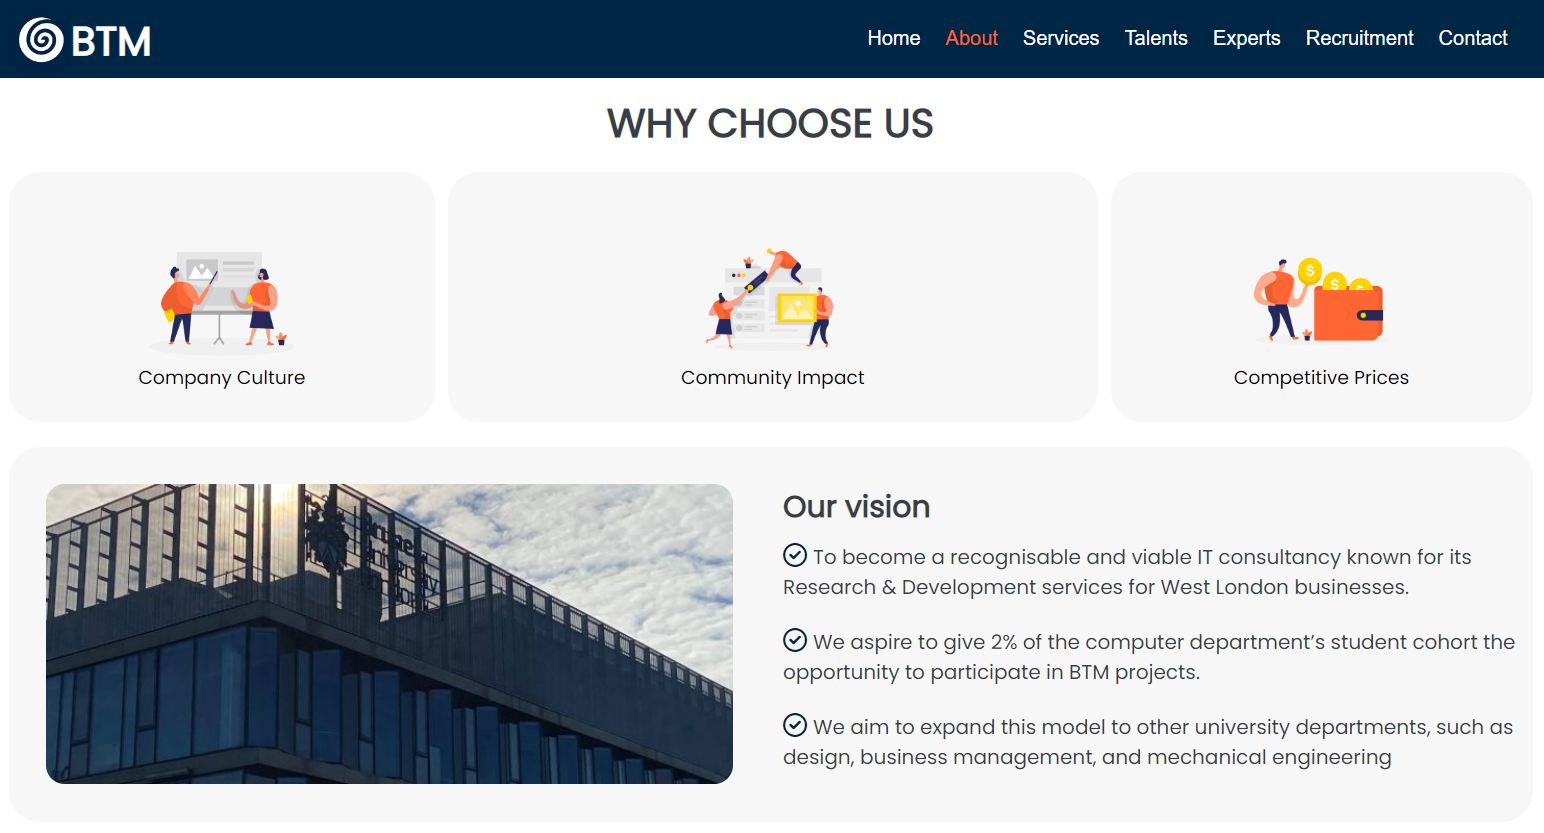 BTM
Home About Services Talents Experts Recruitment Contact
WHY CHOOSE US
Company Culture
Community Impact
Competitive Prices
Brunel
University
London
Our vision
To become a recognisable and viable IT consultancy known for its
Research & Development services for West London businesses.
We aspire to give 2% of the computer department’s student cohort the
opportunity to participate in BTM projects.
We aim to expand this model to other university departments, such as
design, business management, and mechanical engineering